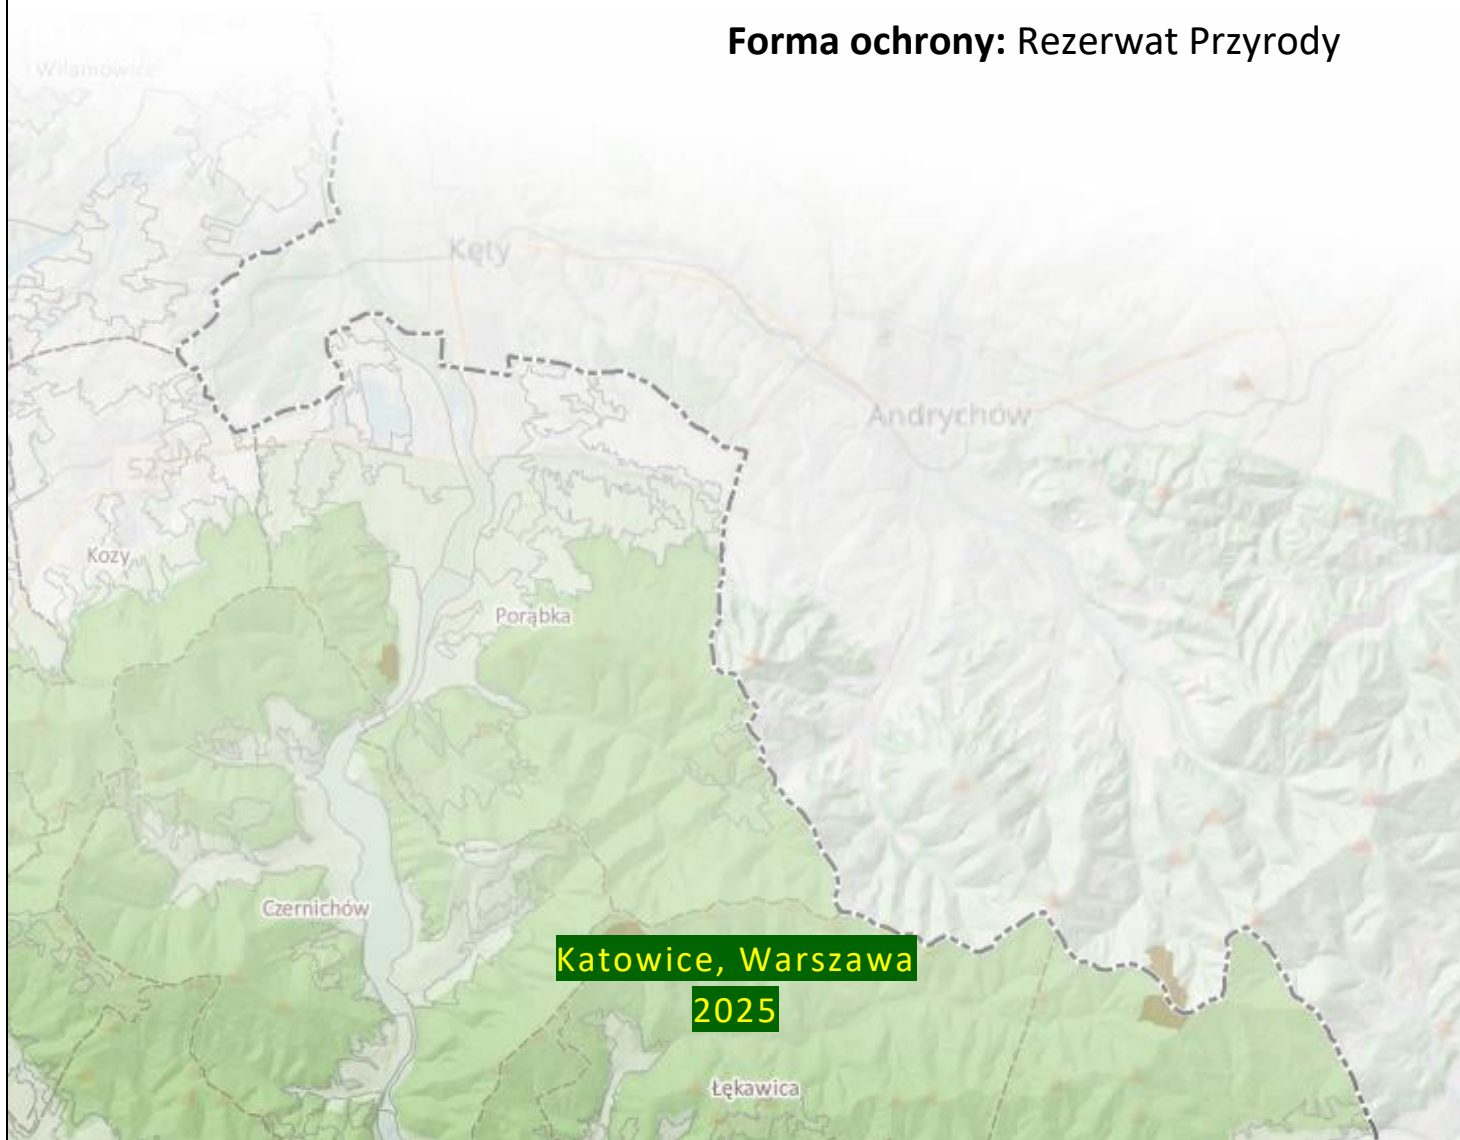 Forma ochrony: Rezerwat Przyrody
Wilamowice
Kęty
Andrychów
52
Kozy
Porąbka
Czernichów
Katowice, Warszawa
2025
Łękawica